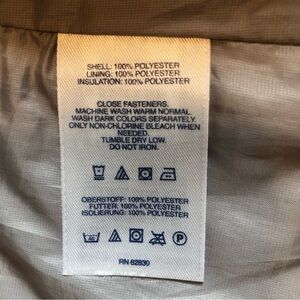 SHELL: 100% POLYESTER
LINING: 100% POLYESTER
INSULATION: 100% POLYESTER
CLOSE FASTENERS.
MACHINE WASH WARM NORMAL.
WASH DARK COLORS SEPARATELY.
ONLY NON-CHLORINE BLEACH WHEN
NEEDED.
TUMBLE DRY LOW.
DO NOT IRON.
OBERSTOFF: 100% POLYESTER
FUTTER: 100% POLYESTER
ISOLIERUNG: 100% POLYESTER
P
RN 62830